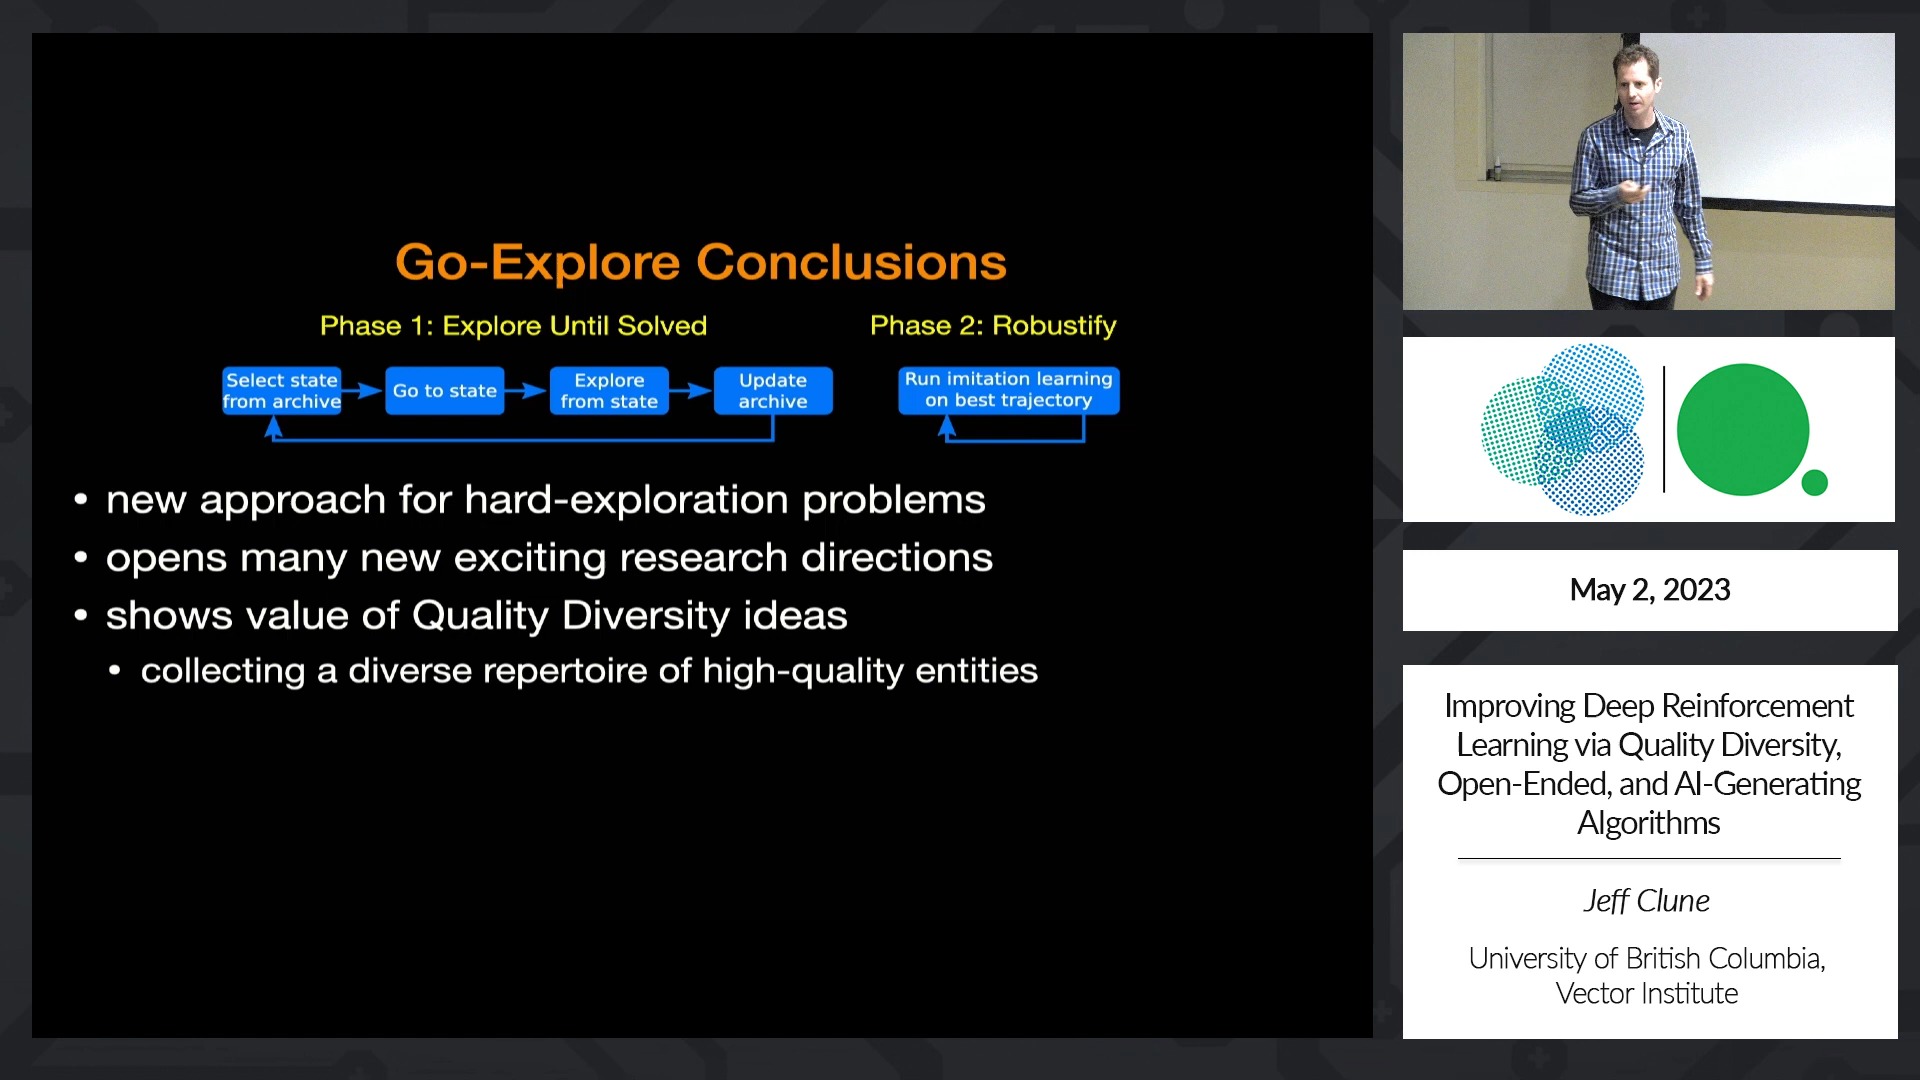 Go-Explore Conclusions
Phase 1: Explore Until Solved
Phase 2: Robustify
Select state
from archive
Go to state
Explore
from state
Update
archive
Run imitation learning
on best trajectory
• new approach for hard-exploration problems
• opens many new exciting research directions
• shows value of Quality Diversity ideas
• collecting a diverse repertoire of high-quality entities
May 2, 2023
Improving Deep Reinforcement
Learning via Quality Diversity,
Open-Ended, and AI-Generating
Algorithms
Jeff Clune
University of British Columbia,
Vector Institute